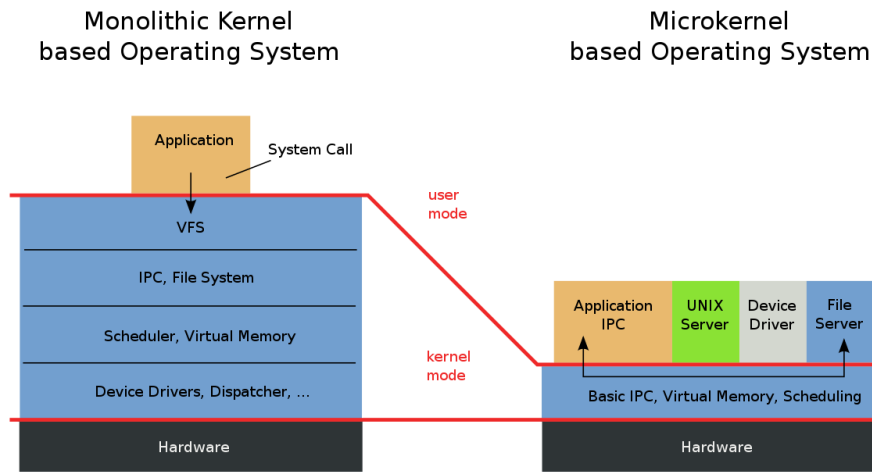 Monolithic Kernel
based Operating System
Microkernel
based Operating System
Application
System Call
VFS
IPC, File System
Scheduler, Virtual Memory
Device Drivers, Dispatcher, ...
Hardware
user
mode
kernel
mode
Application
IPC
UNIX
Server
Device
Driver
File
Server
Basic IPC, Virtual Memory, Scheduling
Hardware